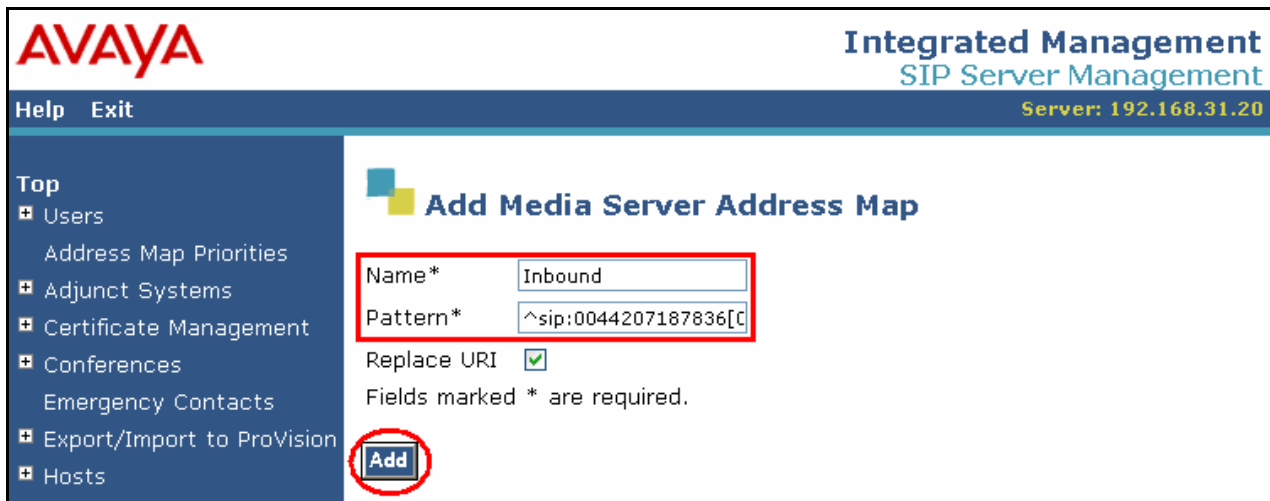 AVAYA
Integrated Management
SIP Server Management
Help Exit
Server: 192.168.31.20
Top
Users
Address Map Priorities
Adjunct Systems
Certificate Management
Conferences
Emergency Contacts
Export/Import to ProVision
Hosts
Add Media Server Address Map
Name* Inbound
Pattern* ^sip:0044207187836[
Replace URI
Fields marked * are required.
Add